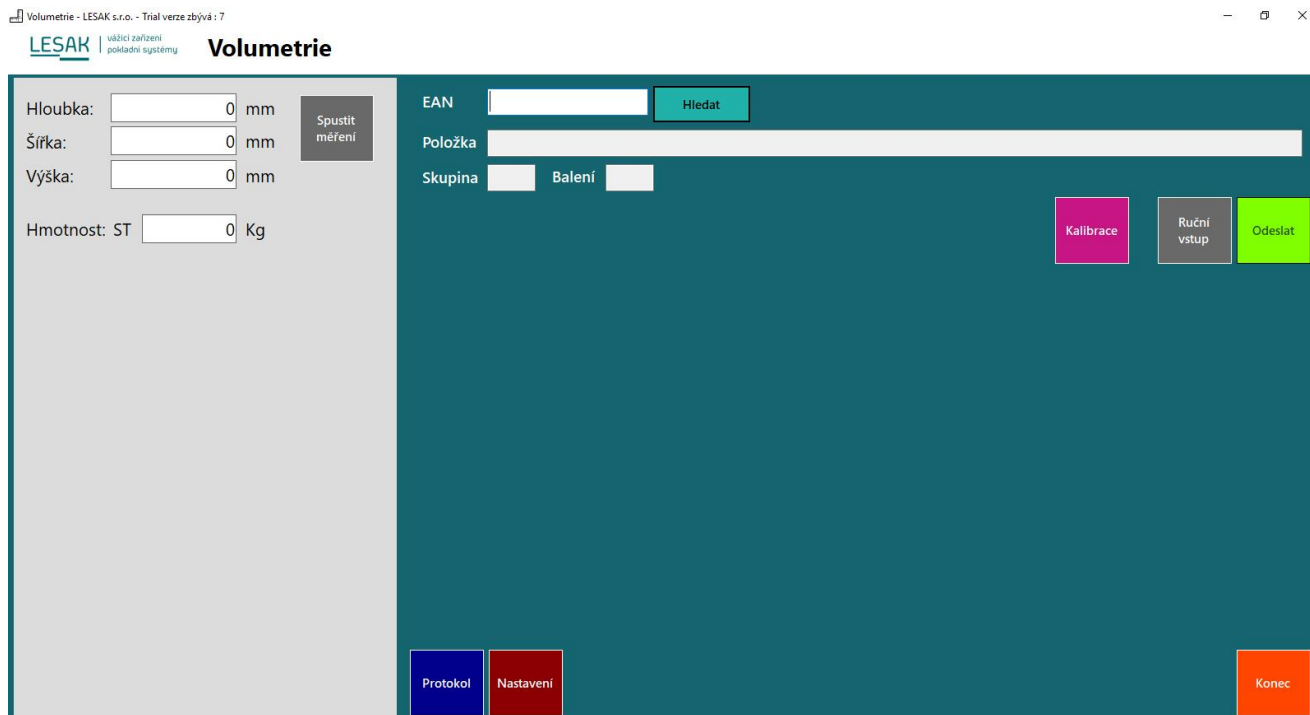 Volumetrie - LESAK s.r.o. - Trial verze zbývá : 7
LESAK
vážicí zařízení
pokladní systémy
Volumetrie
Hloubka: 0 mm
Šířka: 0 mm
Výška: 0 mm
Spustit
měření
Hmotnost: ST 0 Kg
EAN
Hledat
Položka
Skupina
Balení
Kalibrace
Ruční
vstup
Odeslat
Protokol
Nastavení
Konec